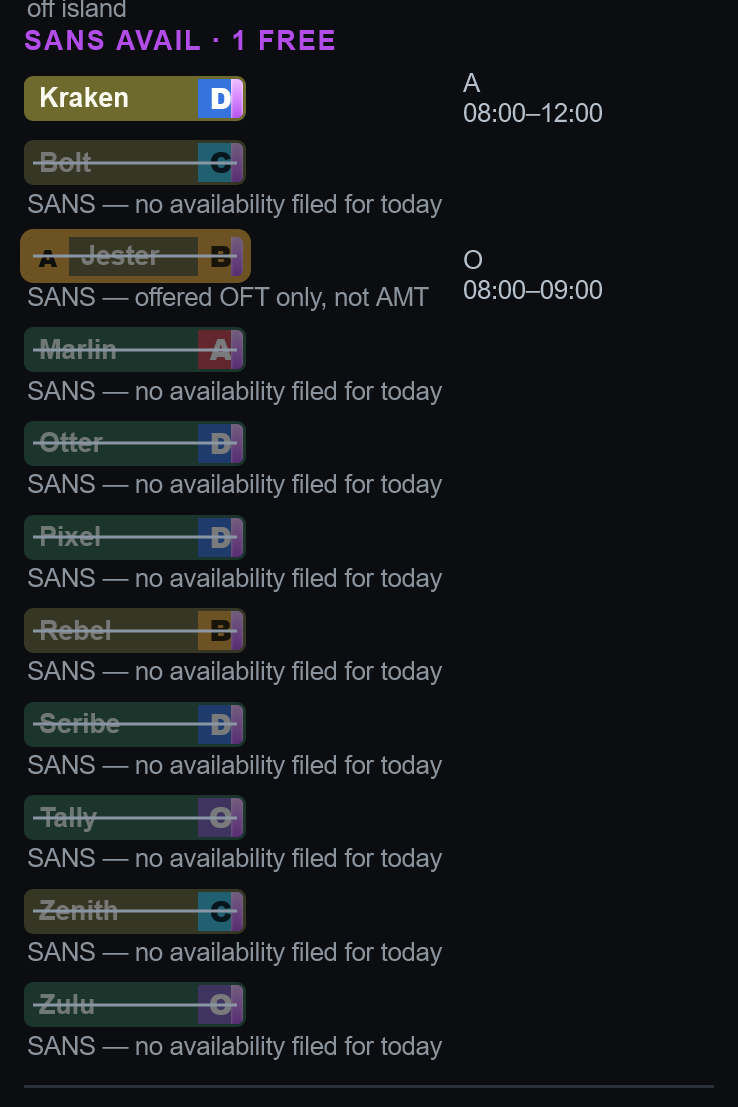 off island
SANS AVAIL · 1 FREE
Kraken D
A
08:00–12:00
Bolt C
SANS — no availability filed for today
A Jester B
SANS — offered OFT only, not AMT
O
08:00–09:00
Marlin A
SANS — no availability filed for today
Otter D
SANS — no availability filed for today
Pixel D
SANS — no availability filed for today
Rebel B
SANS — no availability filed for today
Scribe D
SANS — no availability filed for today
Tally O
SANS — no availability filed for today
Zenith C
SANS — no availability filed for today
Zulu O
SANS — no availability filed for today